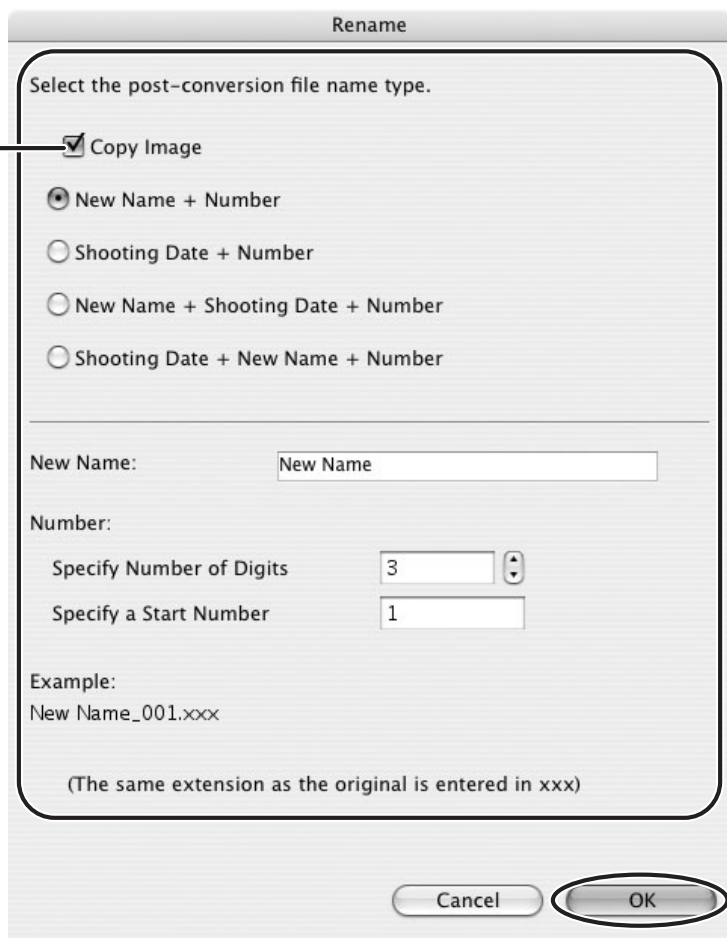 Rename
Select the post-conversion file name type.
Copy Image
New Name + Number
Shooting Date + Number
New Name + Shooting Date + Number
Shooting Date + New Name + Number
New Name: New Name
Number:
Specify Number of Digits 3
Specify a Start Number 1
Example:
New Name_001.xxx
(The same extension as the original is entered in xxx)
Cancel OK